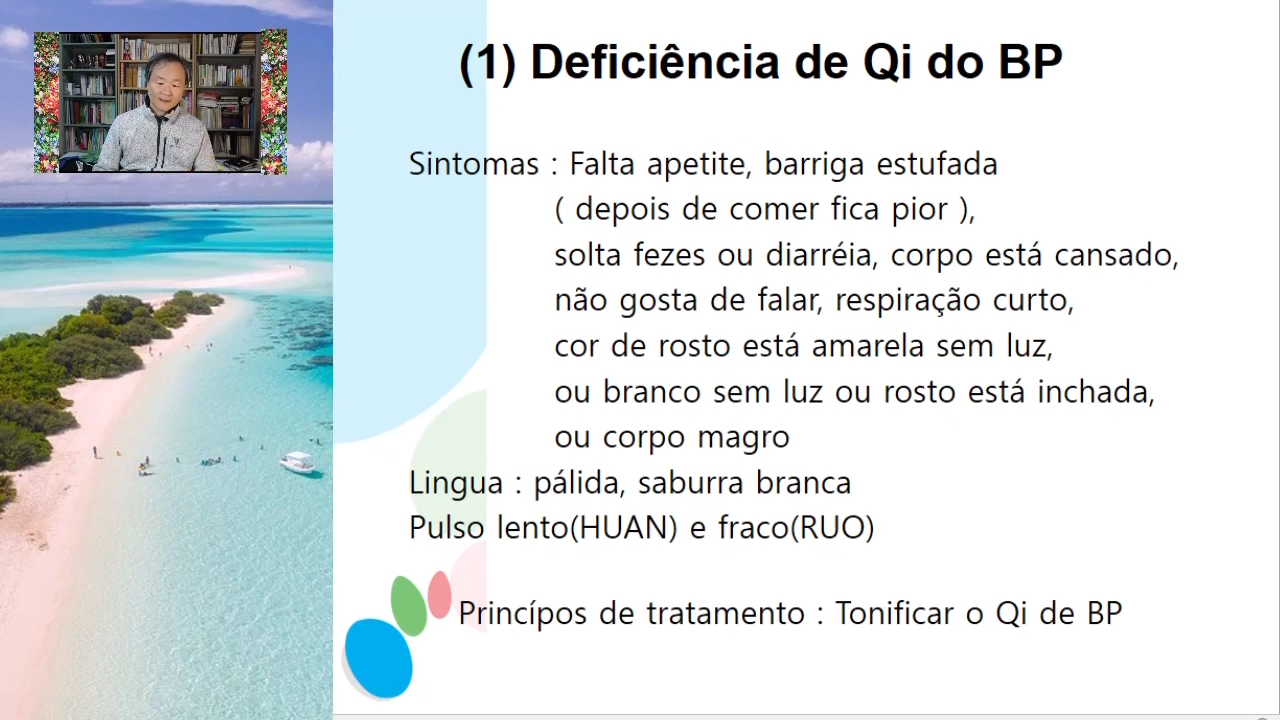 (1) Deficiência de Qi do BP
Sintomas : Falta apetite, barriga estufada
( depois de comer fica pior ),
solta fezes ou diarréia, corpo está cansado,
não gosta de falar, respiração curto,
cor de rosto está amarela sem luz,
ou branco sem luz ou rosto está inchada,
ou corpo magro
Lingua : pálida, saburra branca
Pulso lento(HUAN) e fraco(RUO)
Princípos de tratamento : Tonificar o Qi de BP